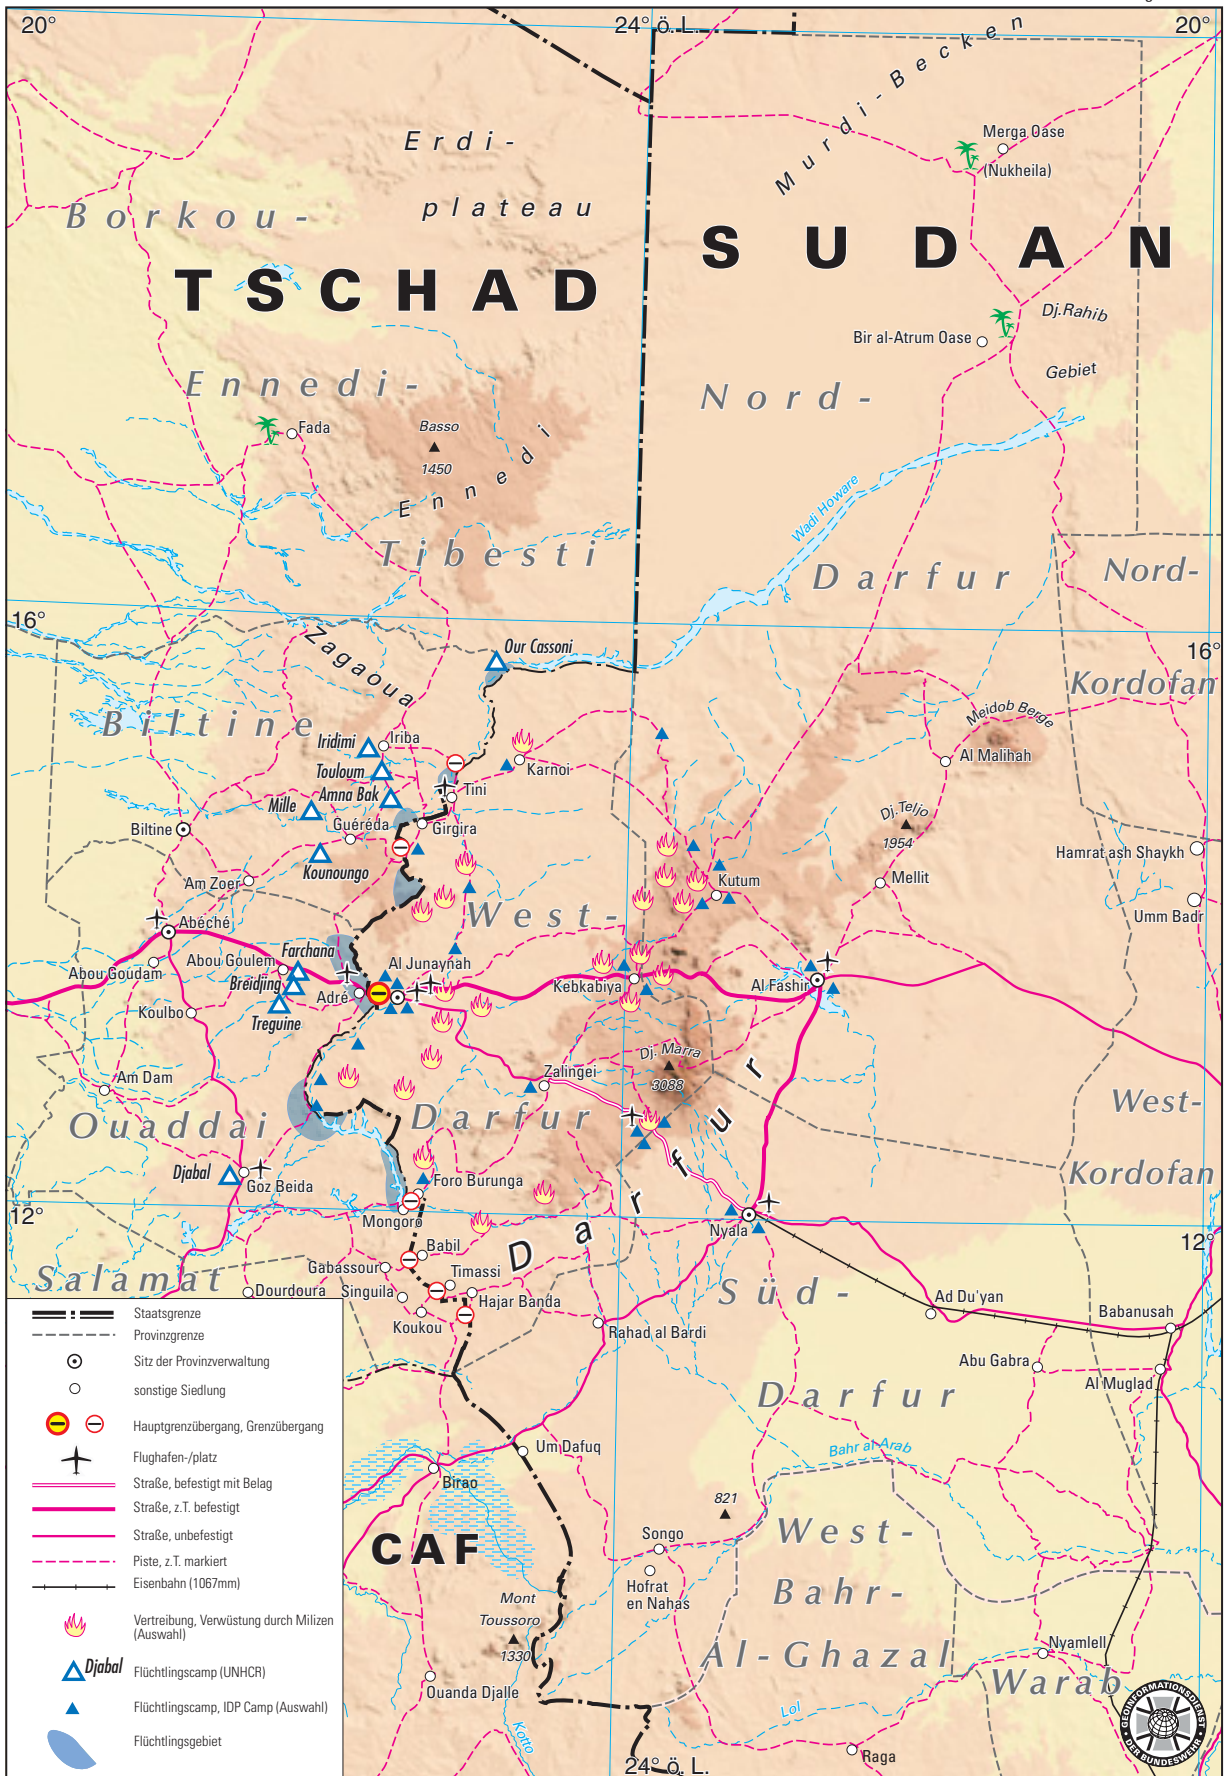 20°
24° ö. L.
20°
Murdi-Becken
Erdi-
plateau
Merga Oase
(Nukheila)
Borkou-
SUDAN
TSCHAD
Dj.Rahib
Gebiet
Bir al-Atrum Oase
Ennedi-
Nord-
Fada
Basso
1450
Ennedi
Wadi Howare
Tibesti
Darfur
Nord-
Kordofan
16°
16°
Zagaoua
Our Cassoni
Biltine
Meidob Berge
Iridimi
Iriba
Al Malihah
Touloum
Karnoi
Amna Bak
Tini
Mille
Dj. Teljo
1954
Biltine
Guéréda
Girgira
Hamrat ash Shaykh
Kounoungo
Am Zoer
Kutum
Mellit
West-
Umm Badr
Abéché
Farchana
Abou Goudam
Abou Goulem
Al Junaynah
Breidjing
Adré
Kebkabiya
Al Fashir
Koulbo
Treguine
Dj. Marra
3088
Am Dam
Zalingei
Ouaddai
Darfur
West-
Kordofan
Djabal
Goz Beida
Foro Burunga
12°
Mongoro
Nyala
12°
Darfur
Babil
Gabassour
Timassi
Salamat
Dourdoura
Singuila
Hajar Banda
Süd-
Ad Du'yan
Babanusah
Koukou
Rahad al Bardi
Abu Gabra
Al Muglad
Darfur
Um Dafuq
Bahr al-Arab
Birao
821
CAF
Songo
West-
Hofrat
en Nahas
Bahr-
Mont
Toussoro
1330
Al-Ghazal
Nyamlell
Warab
Ouanda Djalle
Lol
Kotto
Raga
24° ö. L.
Staatsgrenze
Provinzgrenze
Sitz der Provinzverwaltung
sonstige Siedlung
Hauptgrenzübergang, Grenzübergang
Flughafen-/platz
Straße, befestigt mit Belag
Straße, z.T. befestigt
Straße, unbefestigt
Piste, z.T. markiert
Eisenbahn (1067mm)
Vertreibung, Verwüstung durch Milizen
(Auswahl)
Djabal
Flüchtlingscamp (UNHCR)
Flüchtlingscamp, IDP Camp (Auswahl)
Flüchtlingsgebiet
GEOINFORMATIONSDIENST
DER BUNDESWEHR